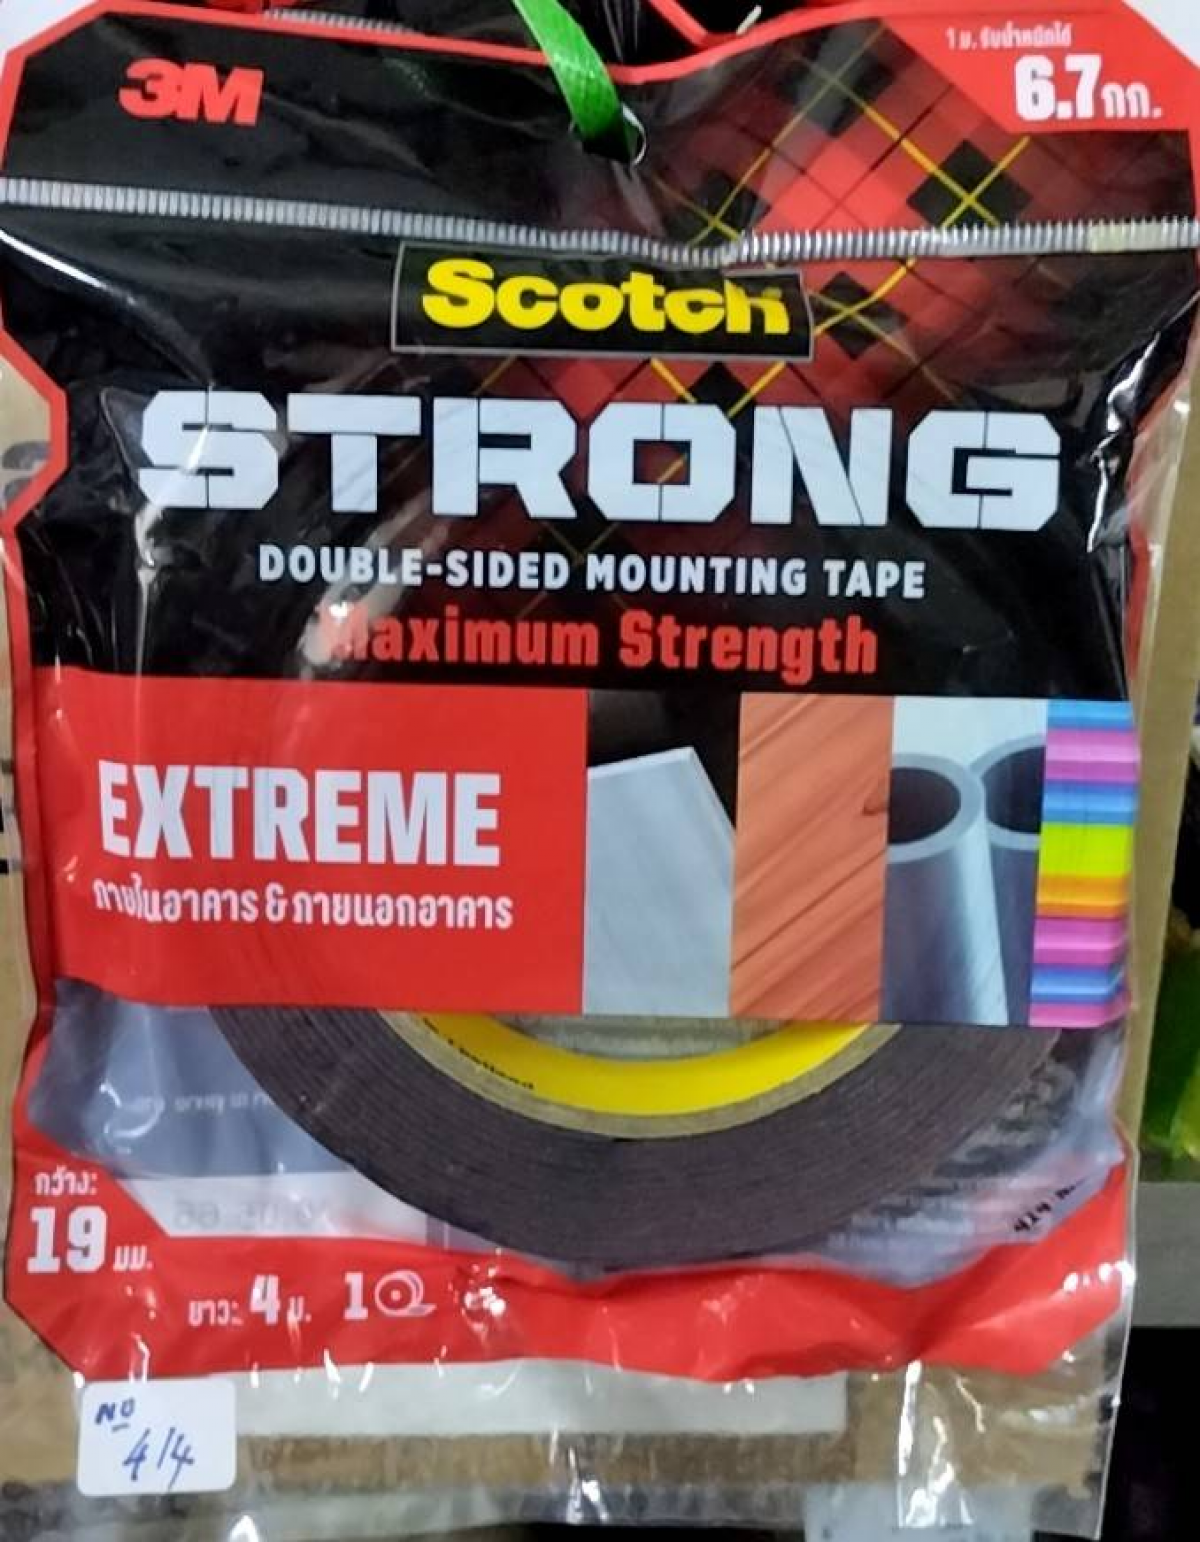 3M
1 ม. รับน้ำหนักได้
6.7 กก.
Scotch
STRONG
DOUBLE-SIDED MOUNTING TAPE
Maximum Strength
EXTREME
ภายในอาคาร & ภายนอกอาคาร
กว้าง:
19 มม.
ยาว: 4 ม. 1
NO
414